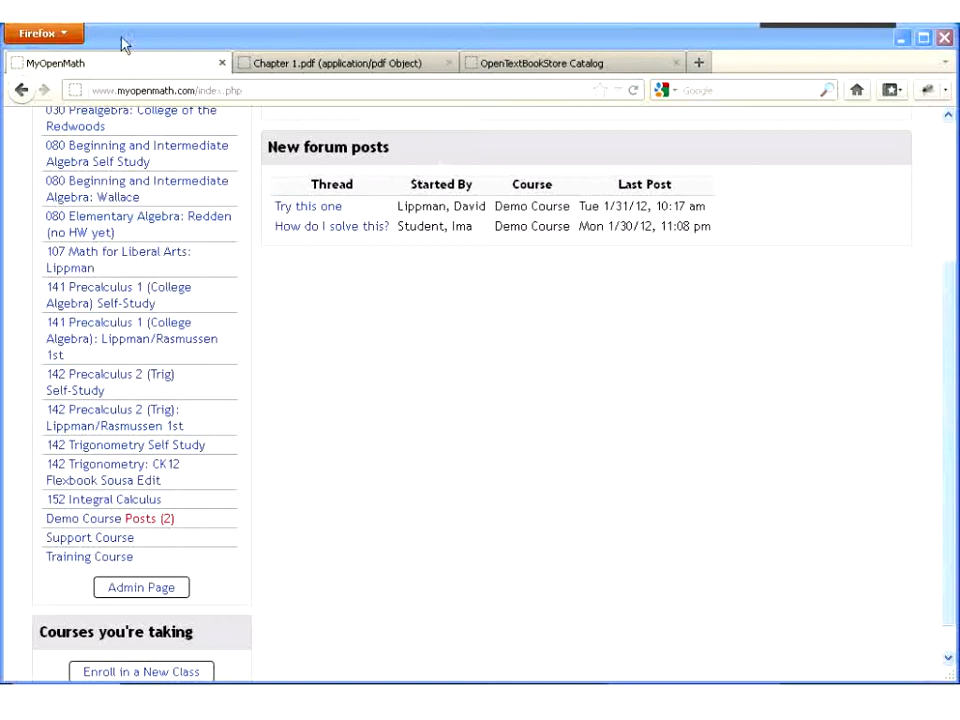 Firefox
MyOpenMath
Chapter 1.pdf (application/pdf Object)
OpenTextBookStore Catalog
www.myopenmath.com/index.php
Google
030 Prealgebra: College of the
Redwoods
080 Beginning and Intermediate
Algebra Self Study
080 Beginning and Intermediate
Algebra: Wallace
080 Elementary Algebra: Redden
(no HW yet)
107 Math for Liberal Arts:
Lippman
141 Precalculus 1 (College
Algebra) Self-Study
141 Precalculus 1 (College
Algebra): Lippman/Rasmussen
1st
142 Precalculus 2 (Trig)
Self-Study
142 Precalculus 2 (Trig):
Lippman/Rasmussen 1st
142 Trigonometry Self Study
142 Trigonometry: CK12
Flexbook Sousa Edit
152 Integral Calculus
Demo Course Posts (2)
Support Course
Training Course
Admin Page
Courses you're taking
Enroll in a New Class
New forum posts
Thread Started By Course Last Post
Try this one Lippman, David Demo Course Tue 1/31/12, 10:17 am
How do I solve this? Student, Ima Demo Course Mon 1/30/12, 11:08 pm